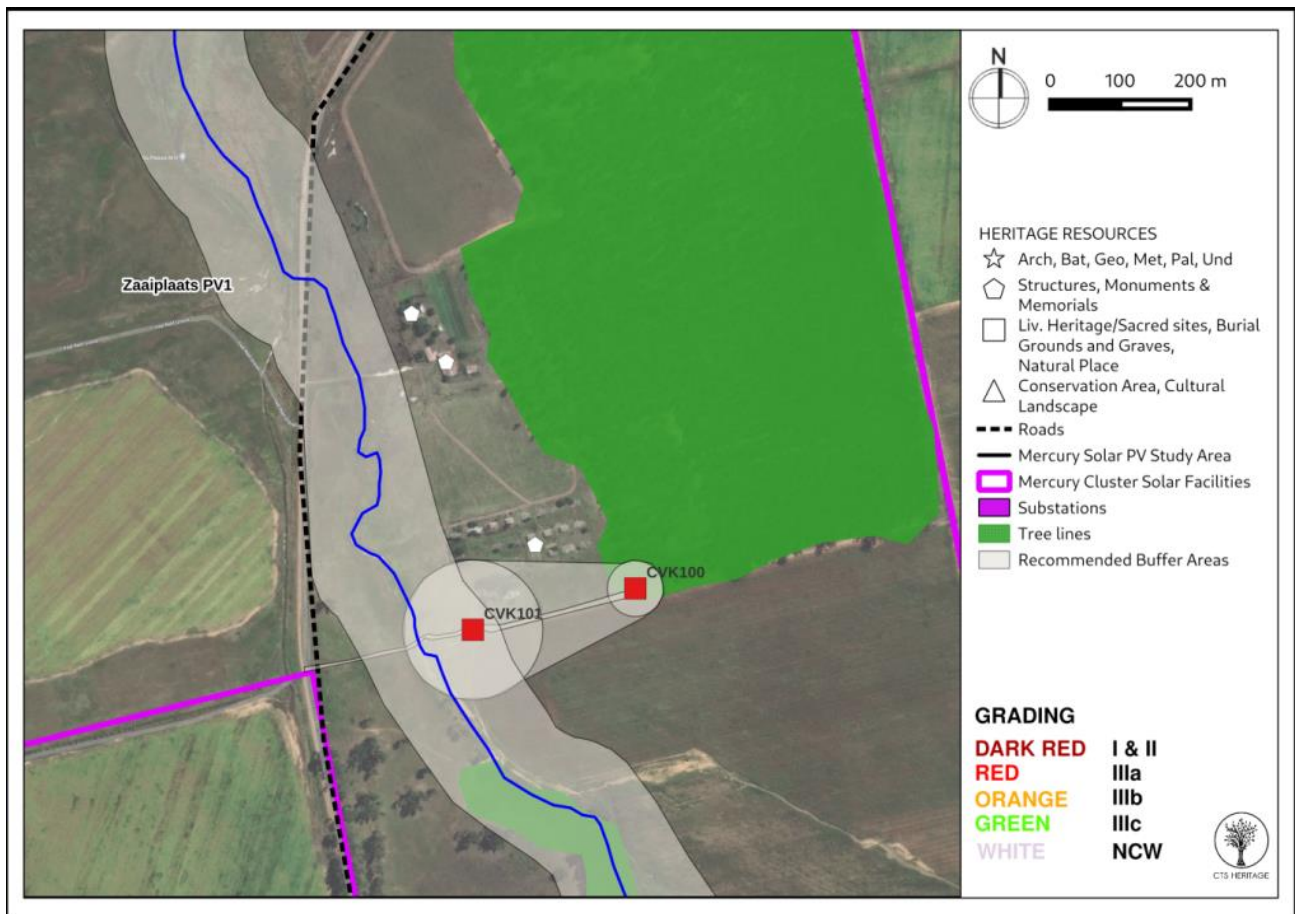 N
0 100 200 m
Zaaiplaats PV1
CVK100
CVK101
HERITAGE RESOURCES
Arch, Bat, Geo, Met, Pal, Und
Structures, Monuments &
Memorials
Liv. Heritage/Sacred sites, Burial
Grounds and Graves,
Natural Place
Conservation Area, Cultural
Landscape
Roads
Mercury Solar PV Study Area
Mercury Cluster Solar Facilities
Substations
Tree lines
Recommended Buffer Areas
GRADING
DARK RED I & II
RED IIIa
ORANGE IIIb
GREEN IIIc
WHITE NCW
CTS HERITAGE